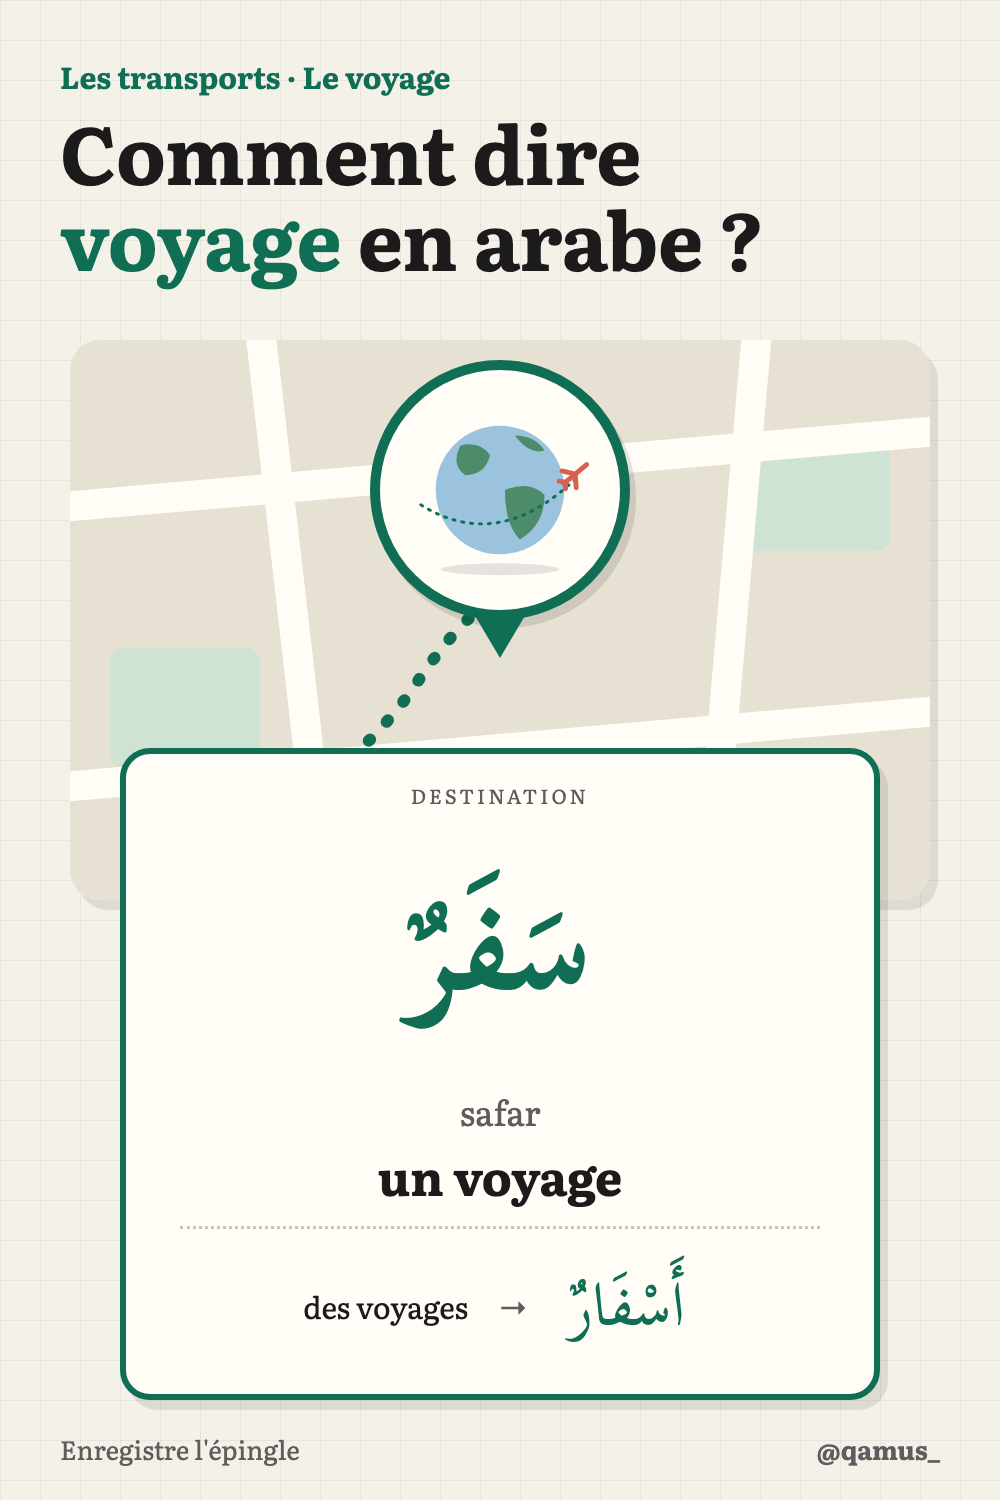 Les transports · Le voyage
Comment dire
voyage en arabe ?
DESTINATION
سَفَرٌ
safar
un voyage
des voyages → أَسْفَارٌ
Enregistre l'épingle
@qamus_